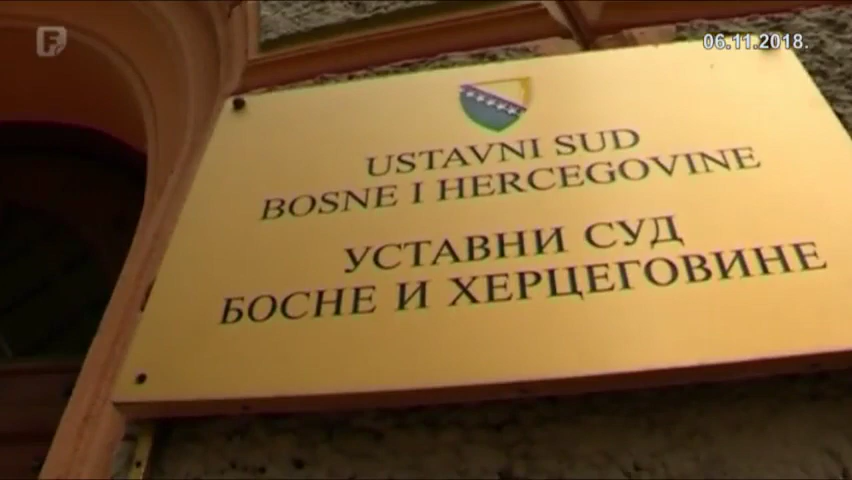 F
06.11.2018.
USTAVNI SUD
BOSNE I HERCEGOVINE
УСТАВНИ СУД
БОСНЕ И ХЕРЦЕГОВИНЕ